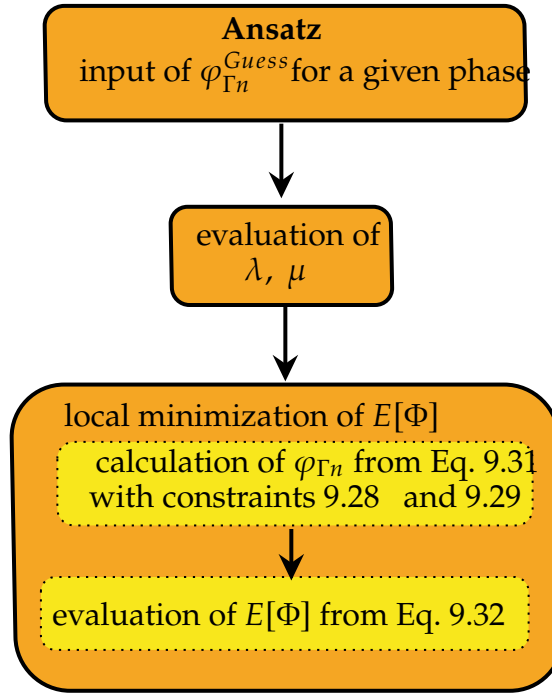 Ansatz
input of φ_{Γn}^{Guess} for a given phase
evaluation of
λ, μ
local minimization of E[Φ]
calculation of φ_{Γn} from Eq. 9.31
with constraints 9.28 and 9.29
evaluation of E[Φ] from Eq. 9.32